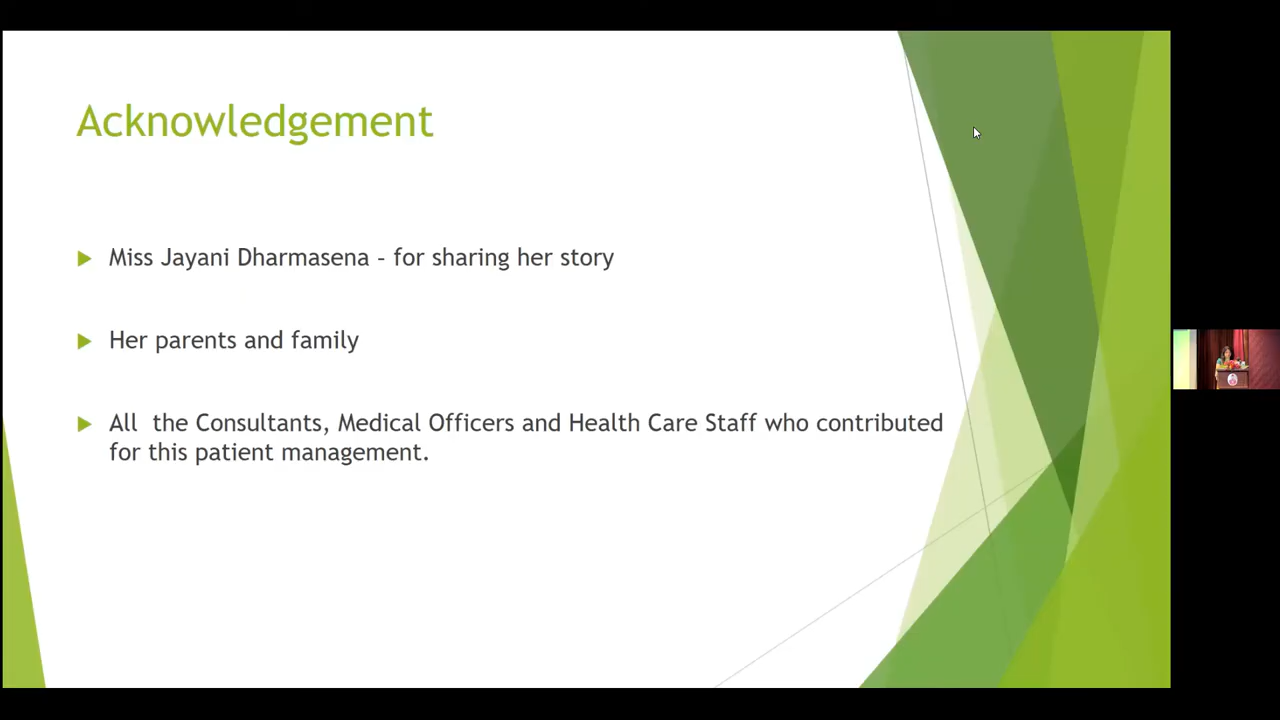 Acknowledgement
Miss Jayani Dharmasena – for sharing her story
Her parents and family
All the Consultants, Medical Officers and Health Care Staff who contributed
for this patient management.